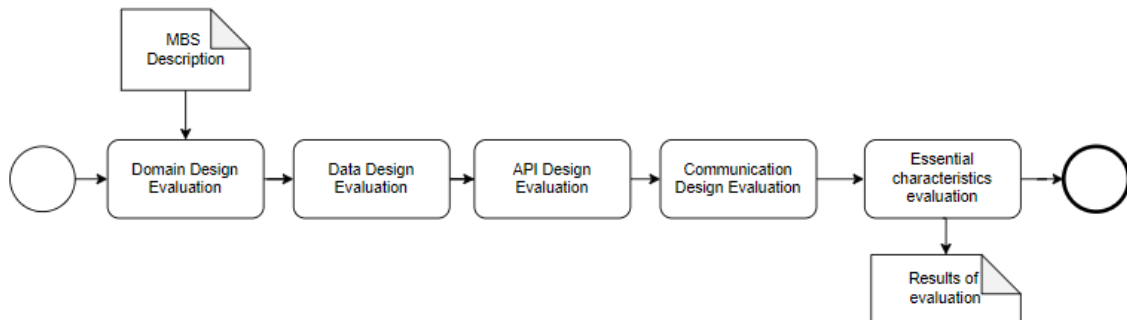 MBS
Description
Domain Design
Evaluation
Data Design
Evaluation
API Design
Evaluation
Communication
Design Evaluation
Essential
characteristics
evaluation
Results of
evaluation